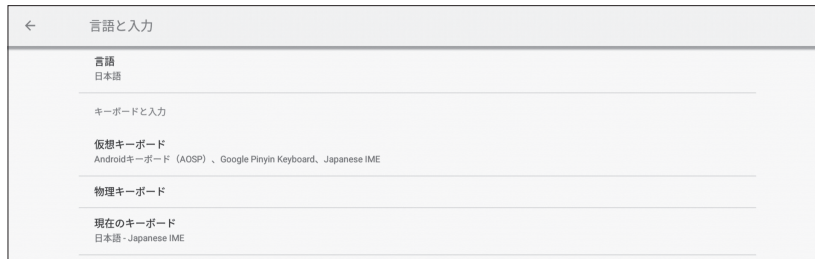 言語と入力
言語
日本語
キーボードと入力
仮想キーボード
Androidキーボード（AOSP）、Google Pinyin Keyboard、Japanese IME
物理キーボード
現在のキーボード
日本語 - Japanese IME